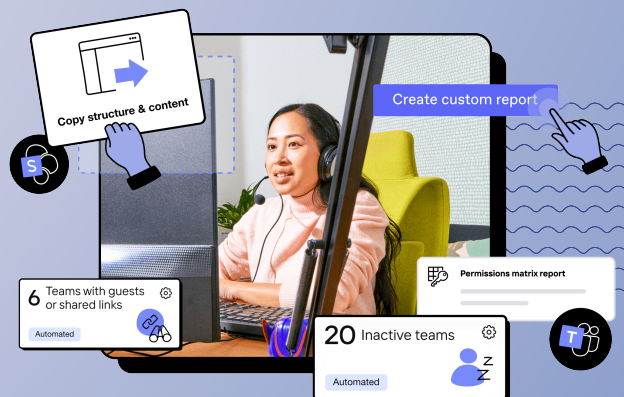 Copy structure & content
Create custom report
S
6 Teams with guests
or shared links
Automated
Permissions matrix report
20 Inactive teams
Z
Z
Automated
T